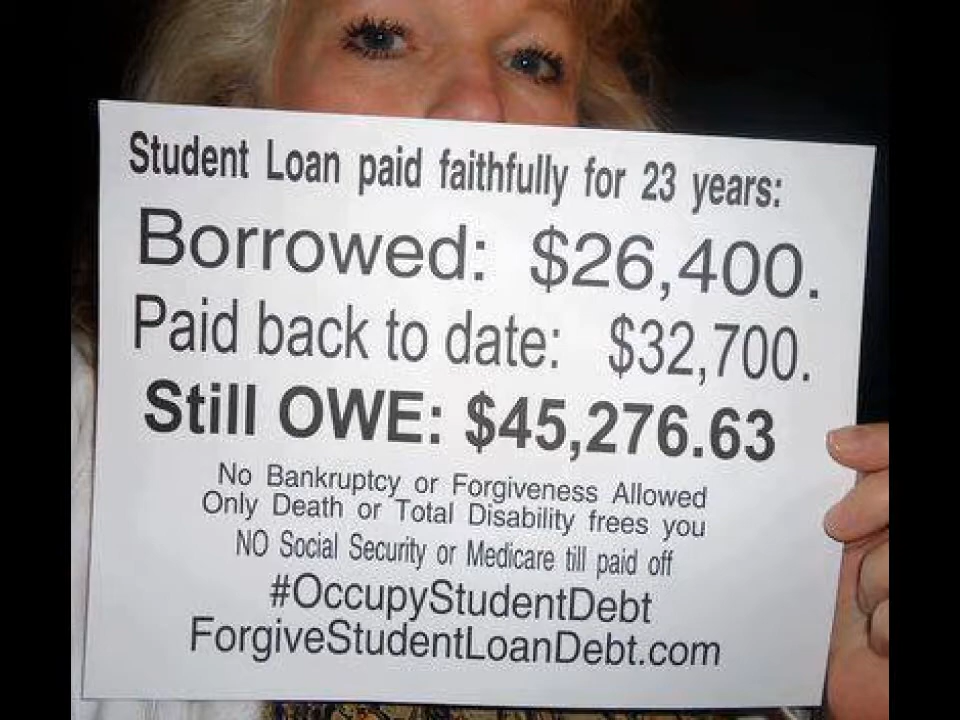 Student Loan paid faithfully for 23 years:
Borrowed: $26,400.
Paid back to date: $32,700.
Still OWE: $45,276.63
No Bankruptcy or Forgiveness Allowed
Only Death or Total Disability frees you
NO Social Security or Medicare till paid off
#OccupyStudentDebt
ForgiveStudentLoanDebt.com